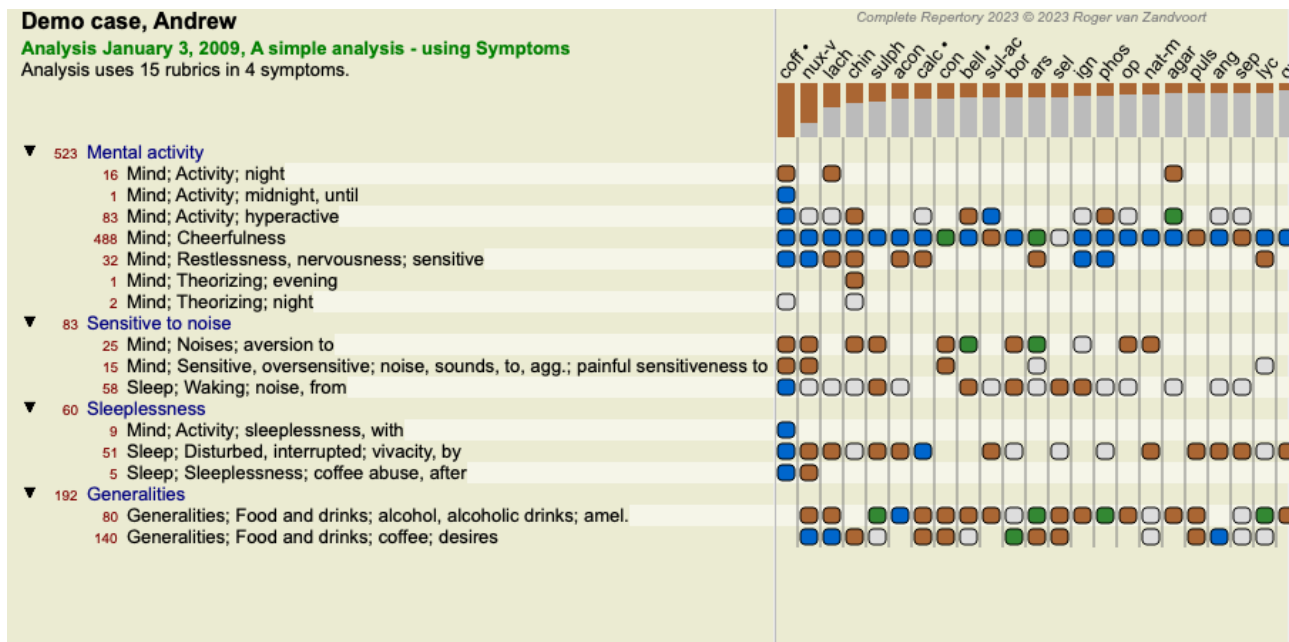 Demo case, Andrew
Complete Repertory 2023 © 2023 Roger van Zandvoort
Analysis January 3, 2009, A simple analysis - using Symptoms
Analysis uses 15 rubrics in 4 symptoms.
coff •
nux-v
lach
chin
sulph
acon
calc •
con
bell •
sul-ac
bor
ars
sel
ign
phos
op
nat-m
agar
puls
ang
sep
lyc
▼ 523 Mental activity
16 Mind; Activity; night
1 Mind; Activity; midnight, until
83 Mind; Activity; hyperactive
488 Mind; Cheerfulness
32 Mind; Restlessness, nervousness; sensitive
1 Mind; Theorizing; evening
2 Mind; Theorizing; night
▼ 83 Sensitive to noise
25 Mind; Noises; aversion to
15 Mind; Sensitive, oversensitive; noise, sounds, to, agg.; painful sensitiveness to
58 Sleep; Waking; noise, from
▼ 60 Sleeplessness
9 Mind; Activity; sleeplessness, with
51 Sleep; Disturbed, interrupted; vivacity, by
5 Sleep; Sleeplessness; coffee abuse, after
▼ 192 Generalities
80 Generalities; Food and drinks; alcohol, alcoholic drinks; amel.
140 Generalities; Food and drinks; coffee; desires